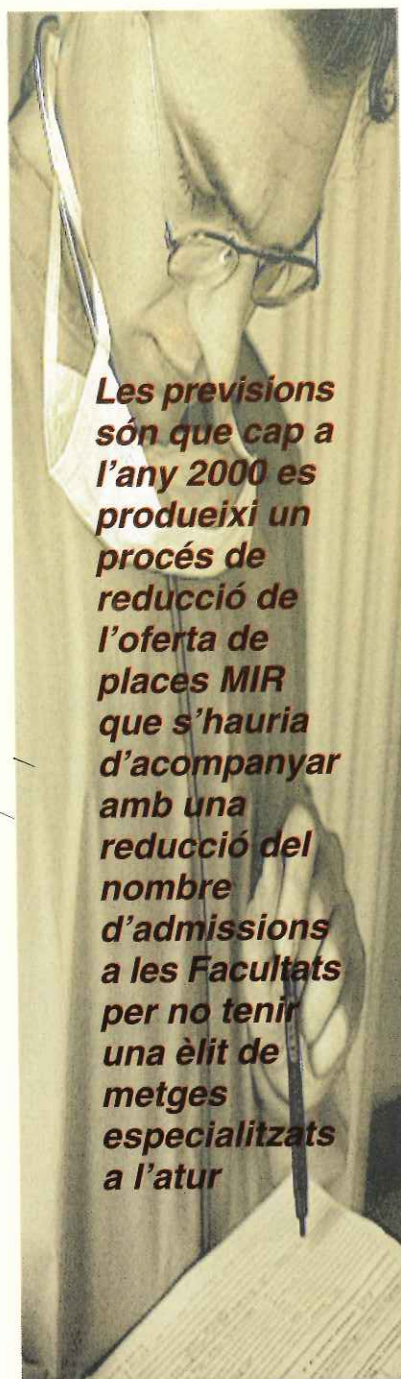 Les previsions
són que cap a
l'any 2000 es
produeixi un
procés de
reducció de
l'oferta de
places MIR
que s'hauria
d'acompanyar
amb una
reducció del
nombre
d'admissions
a les Facultats
per no tenir
una èlit de
metges
especialitzats
a l'atur